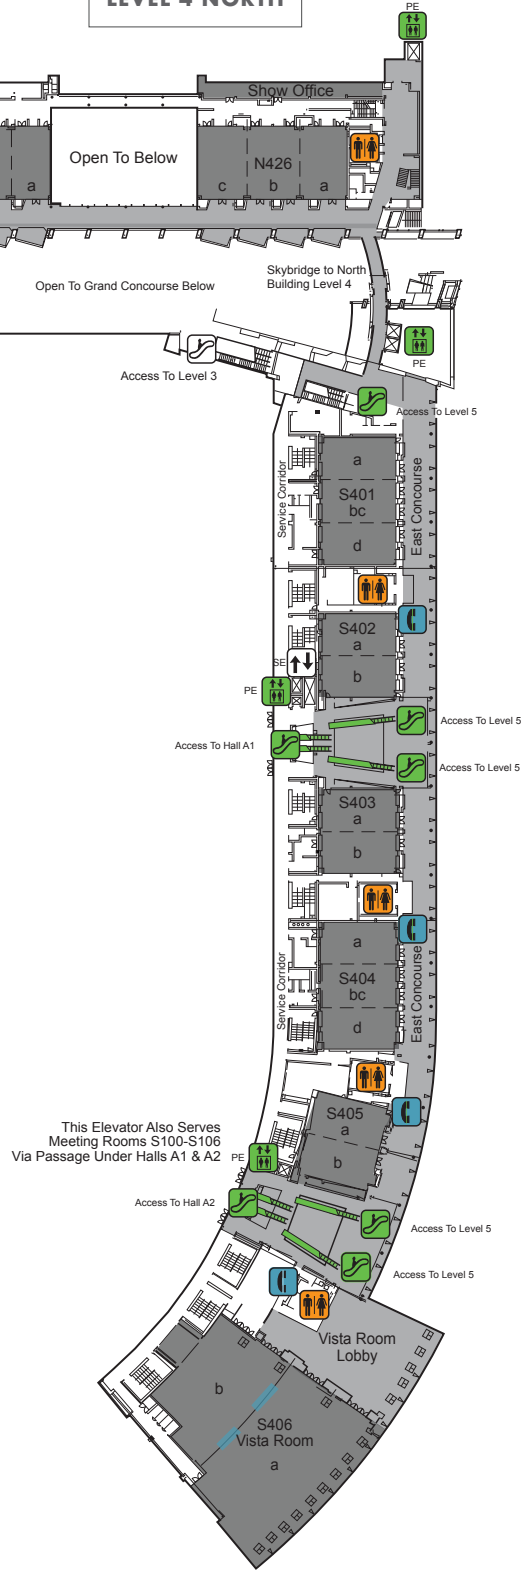 LEVEL 4 NORTH
PE
Show Office
Open To Below
N426
a
c
b
a
Skybridge to North
Building Level 4
Open To Grand Concourse Below
PE
Access To Level 3
Access To Level 5
a
S401
bc
d
Service Corridor
East Concourse
S402
a
SE
b
PE
Access To Level 5
Access To Hall A1
Access To Level 5
S403
a
b
a
S404
bc
d
Service Corridor
East Concourse
S405
a
This Elevator Also Serves
Meeting Rooms S100-S106
Via Passage Under Halls A1 & A2
PE
b
Access To Hall A2
Access To Level 5
Access To Level 5
Vista Room
Lobby
b
S406
Vista Room
a